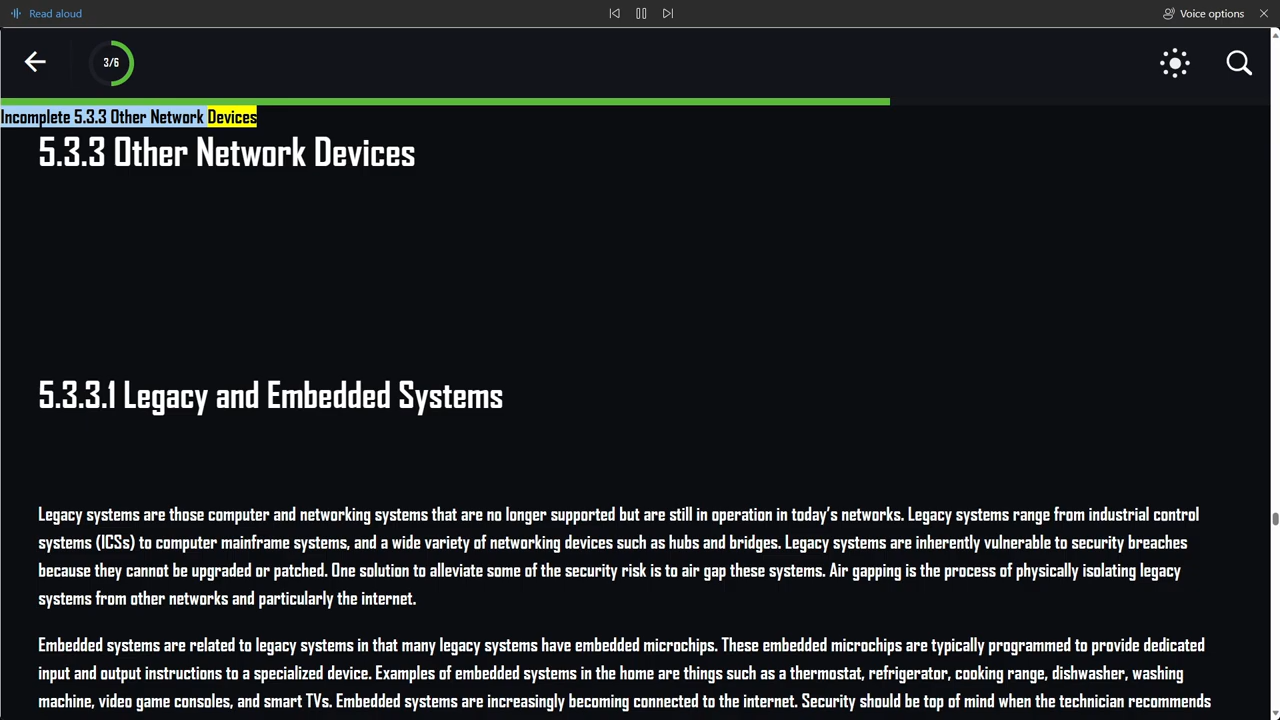 Read aloud
Voice options
3/6
Incomplete 5.3.3 Other Network Devices
5.3.3 Other Network Devices
5.3.3.1 Legacy and Embedded Systems
Legacy systems are those computer and networking systems that are no longer supported but are still in operation in today’s networks. Legacy systems range from industrial control
systems (ICSs) to computer mainframe systems, and a wide variety of networking devices such as hubs and bridges. Legacy systems are inherently vulnerable to security breaches
because they cannot be upgraded or patched. One solution to alleviate some of the security risk is to air gap these systems. Air gapping is the process of physically isolating legacy
systems from other networks and particularly the internet.
Embedded systems are related to legacy systems in that many legacy systems have embedded microchips. These embedded microchips are typically programmed to provide dedicated
input and output instructions to a specialized device. Examples of embedded systems in the home are things such as a thermostat, refrigerator, cooking range, dishwasher, washing
machine, video game consoles, and smart TVs. Embedded systems are increasingly becoming connected to the internet. Security should be top of mind when the technician recommends